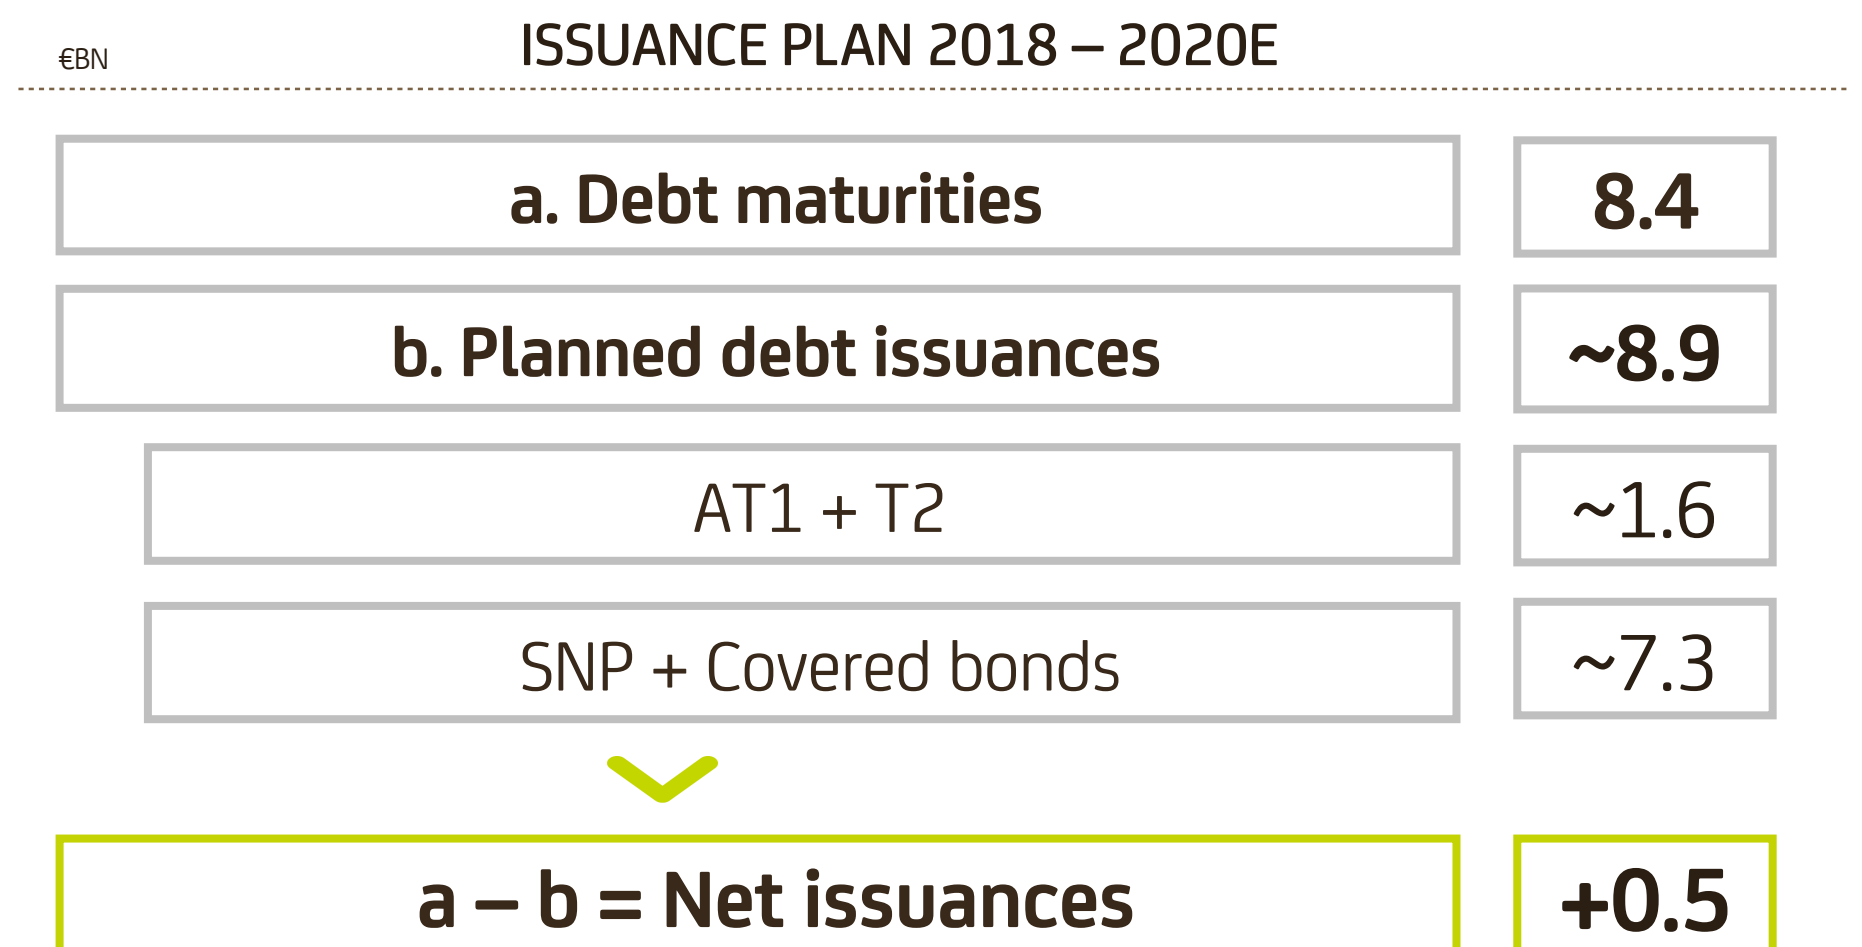 €BN
ISSUANCE PLAN 2018 – 2020E
a. Debt maturities
8.4
b. Planned debt issuances
~8.9
AT1 + T2
~1.6
SNP + Covered bonds
~7.3
a – b = Net issuances
+0.5